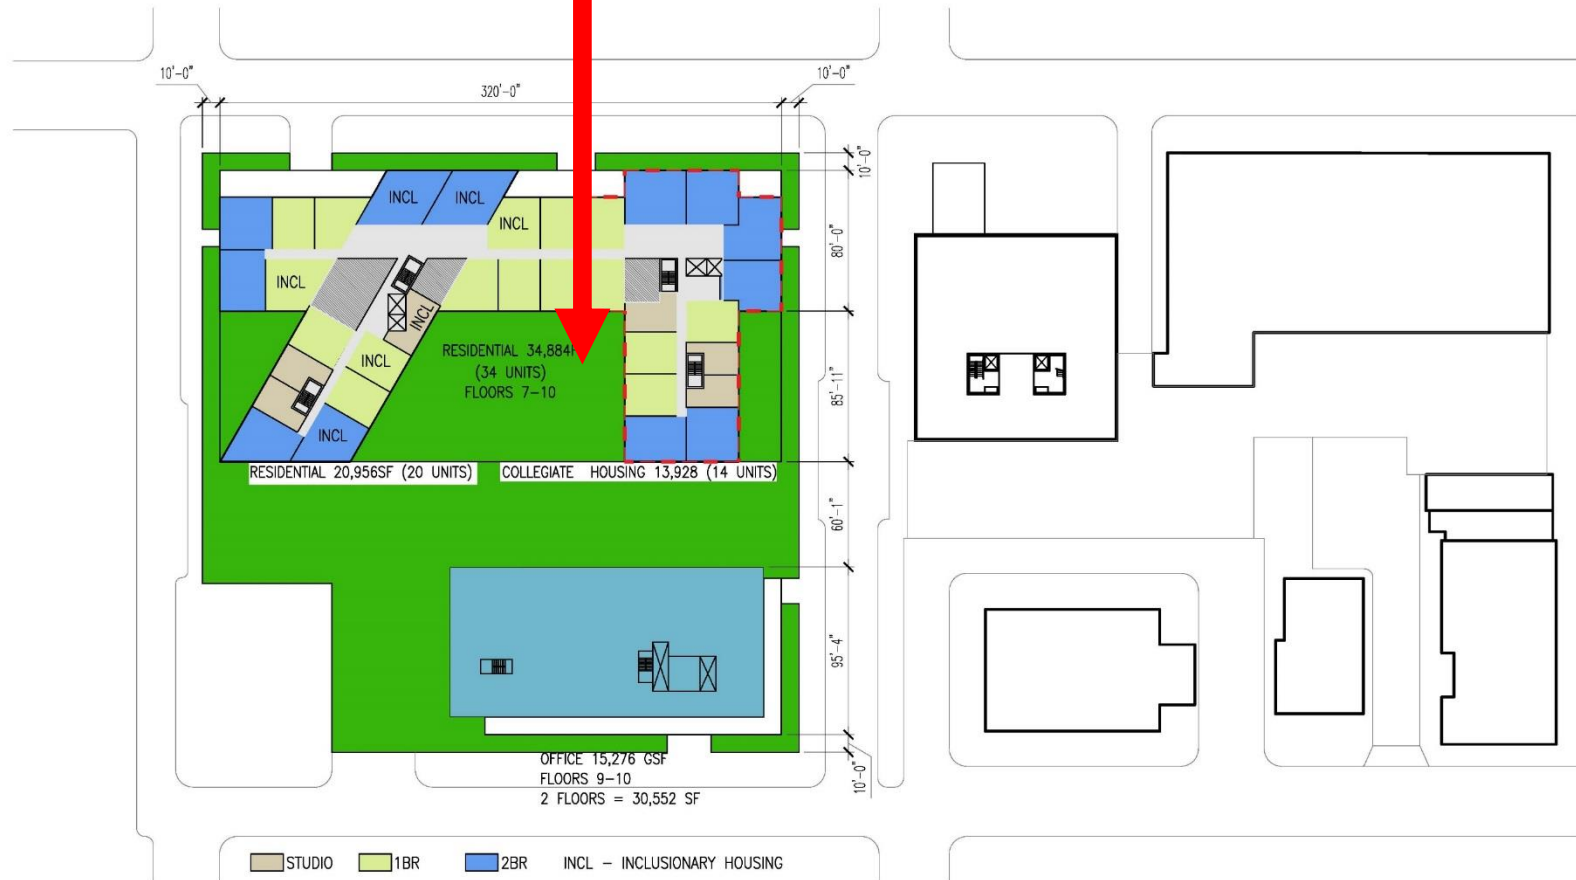 10'-0"
320'-0"
10'-0"
10'-0"
INCL
INCL
INCL
80'-0"
INCL
INCL
RESIDENTIAL 34,884
(34 UNITS)
FLOORS 7-10
INCL
85'-11"
INCL
RESIDENTIAL 20,956SF (20 UNITS)
COLLEGIATE HOUSING 13,928 (14 UNITS)
60'-1"
95'-4"
OFFICE 15,276 GSF
FLOORS 9-10
2 FLOORS = 30,552 SF
10'-0"
STUDIO
1BR
2BR
INCL - INCLUSIONARY HOUSING